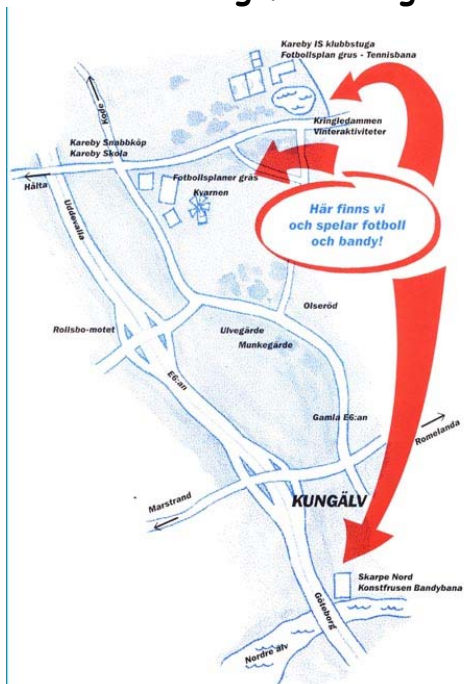 Kareby IS klubbstuga
Fotbollsplan grus - Tennisbana
Kode
Kringledammen
Vinteraktiviteter
Kareby Snabbköp
Kareby Skola
Hålta
Fotbollsplaner gräs
Kvarnen
Här finns vi
och spelar fotboll
och bandy!
Uddevalla
Olseröd
Rollsbo-motet
Ulvegärde
Munkegärde
E6:an
Gamla E6:an
Romelanda
Marstrand
KUNGÄLV
Skarpe Nord
Konstfrusen Bandybana
Göteborg
Nordre älv